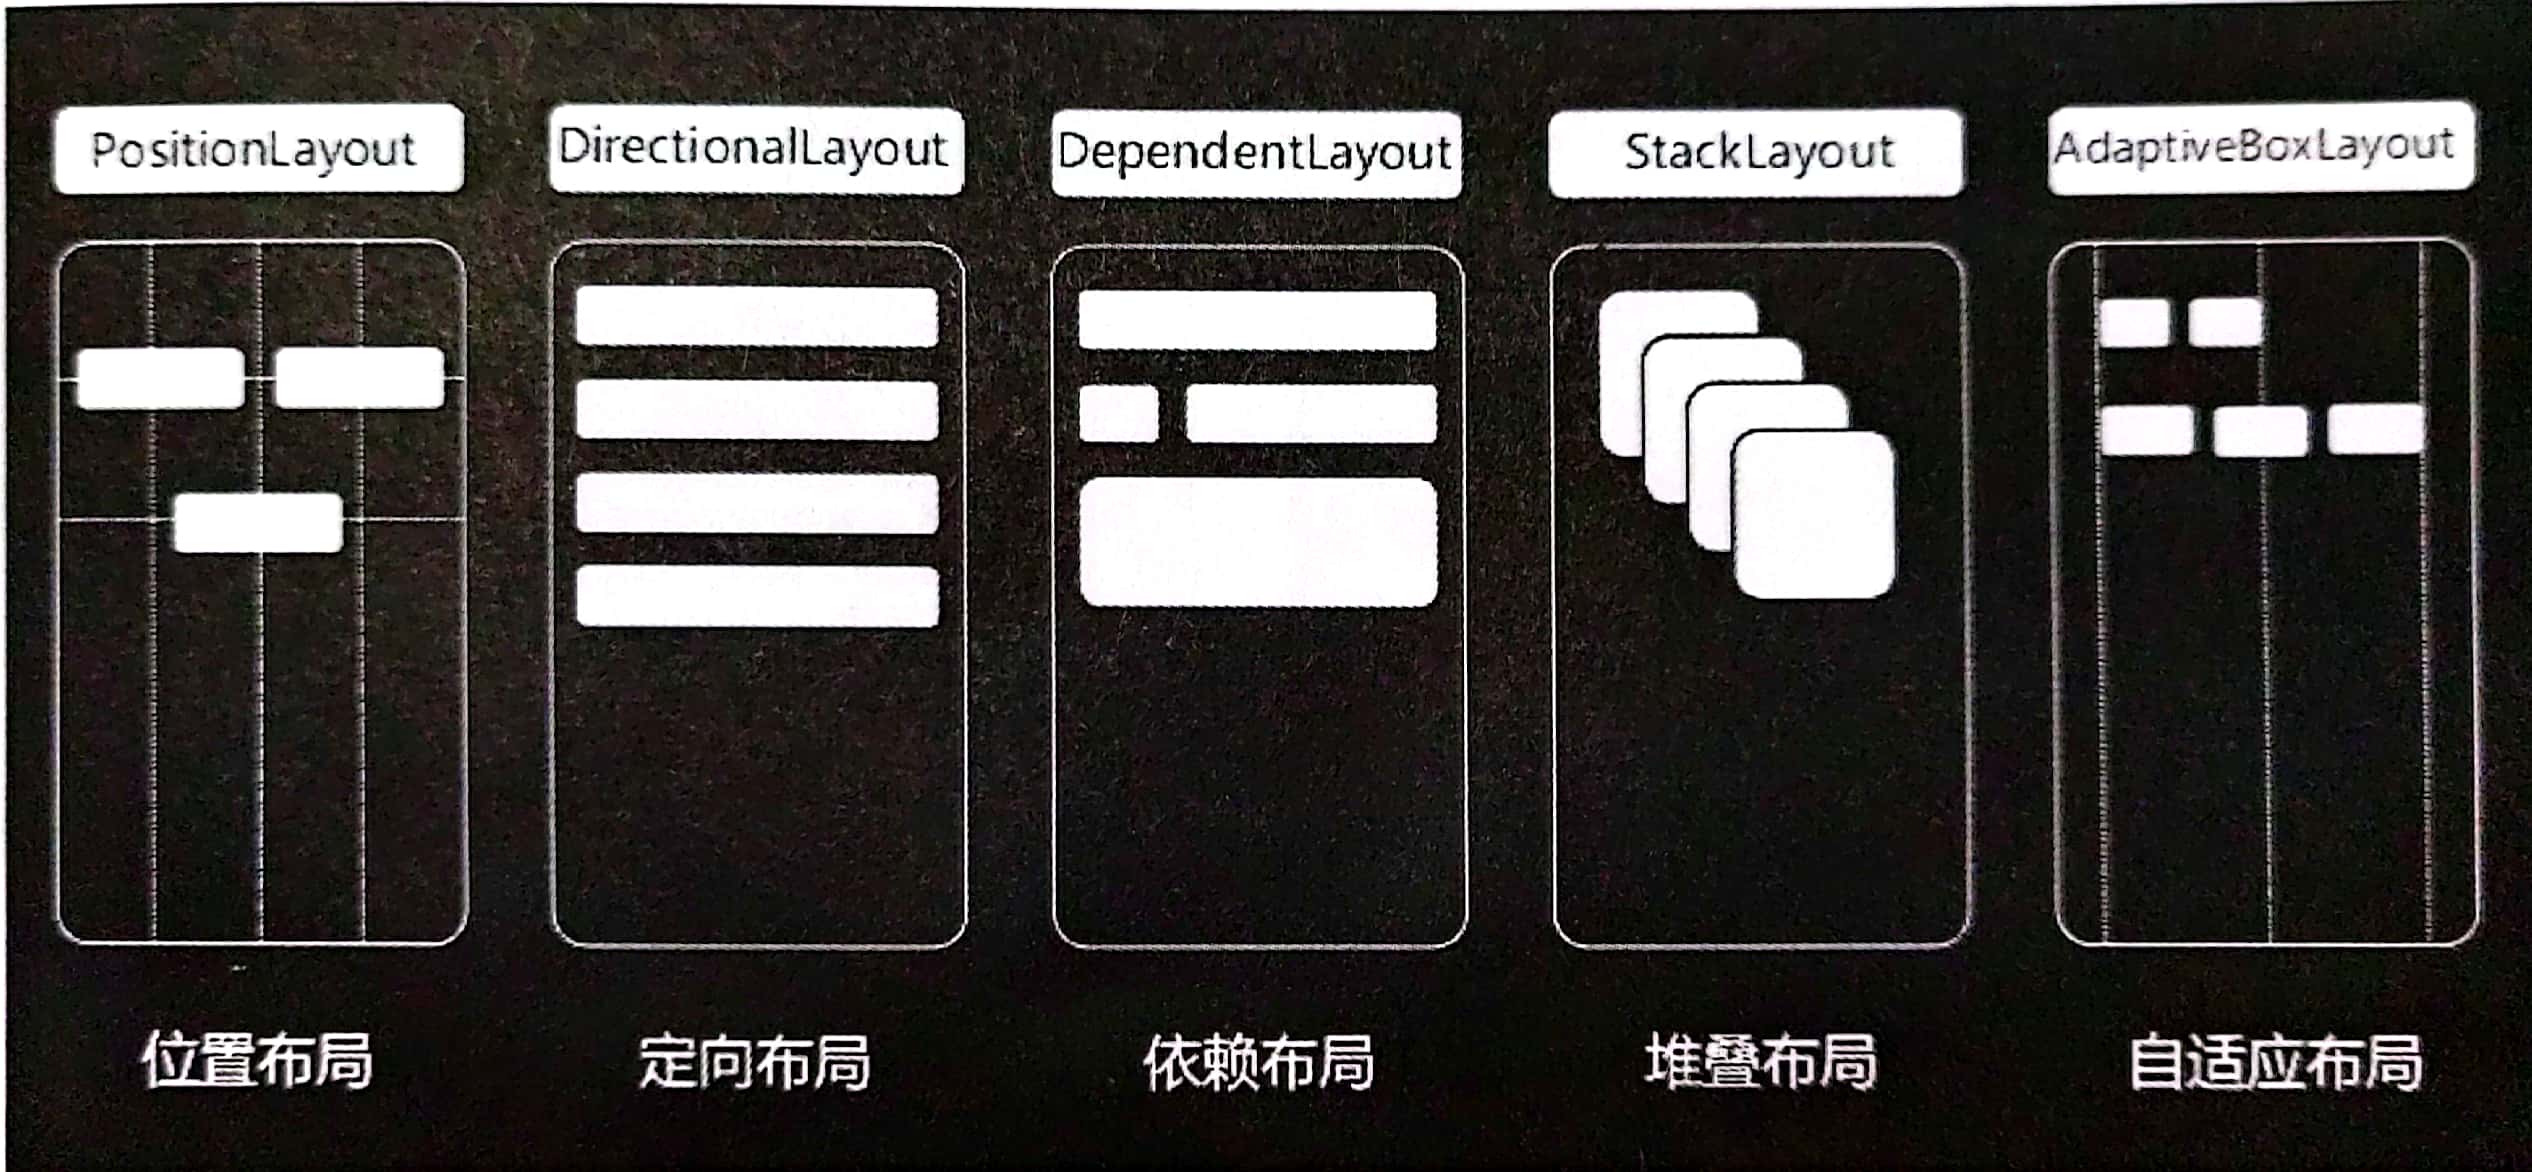 PositionLayout
DirectionalLayout
DependentLayout
StackLayout
AdaptiveBoxLayout
位置布局
定向布局
依赖布局
堆叠布局
自适应布局